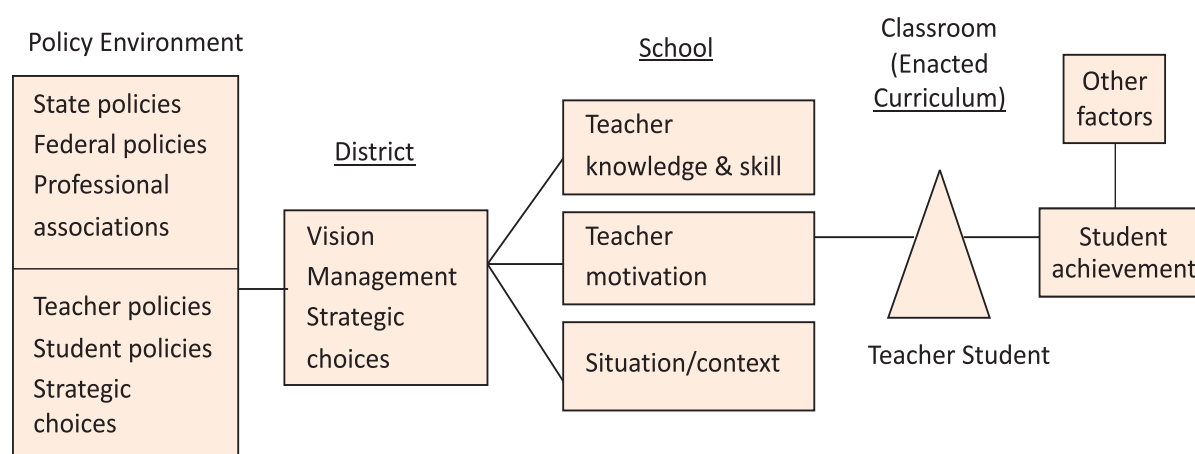 Policy Environment
State policies
Federal policies
Professional
associations
Teacher policies
Student policies
Strategic
choices
District
Vision
Management
Strategic
choices
School
Teacher
knowledge & skill
Teacher
motivation
Situation/context
Classroom
(Enacted
Curriculum)
Teacher Student
Other
factors
Student
achievement